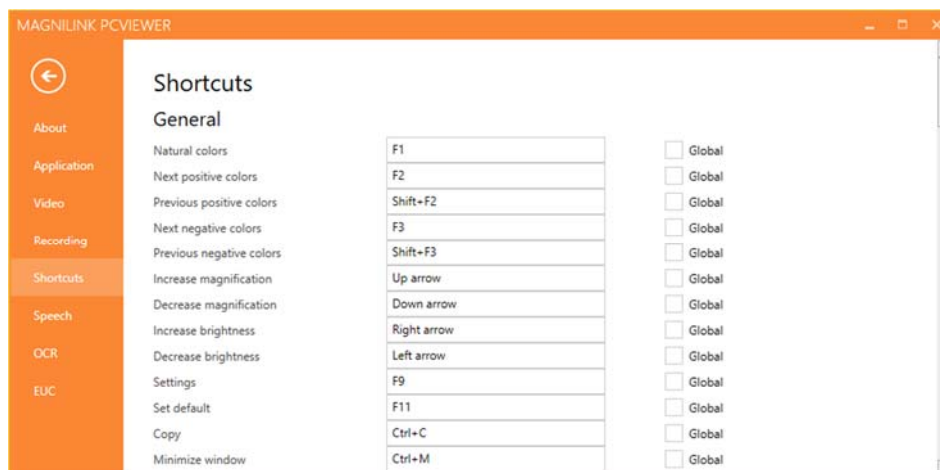 MAGNILINK PCVIEWER
About
Application
Video
Recording
Shortcuts
Speech
OCR
EUC
Shortcuts
General
Natural colors F1 Global
Next positive colors F2 Global
Previous positive colors Shift+F2 Global
Next negative colors F3 Global
Previous negative colors Shift+F3 Global
Increase magnification Up arrow Global
Decrease magnification Down arrow Global
Increase brightness Right arrow Global
Decrease brightness Left arrow Global
Settings F9 Global
Set default F11 Global
Copy Ctrl+C Global
Minimize window Ctrl+M Global